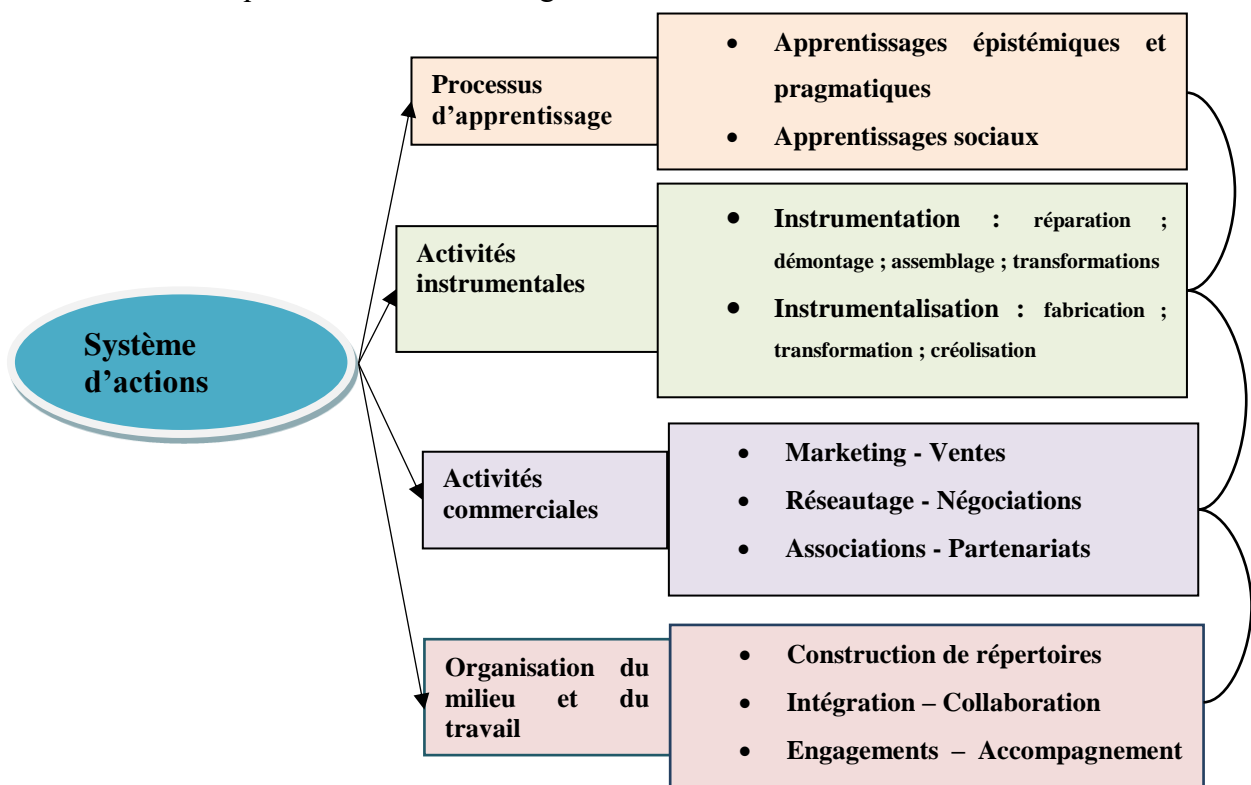 Processus
d’apprentissage
• Apprentissages épistémiques et
pragmatiques
• Apprentissages sociaux
Activités
instrumentales
• Instrumentation : réparation ;
démontage ; assemblage ; transformations
• Instrumentalisation : fabrication ;
transformation ; créolisation
Système
d’actions
Activités
commerciales
• Marketing - Ventes
• Réseautage - Négociations
• Associations - Partenariats
Organisation du
milieu et du
travail
• Construction de répertoires
• Intégration – Collaboration
• Engagements – Accompagnement